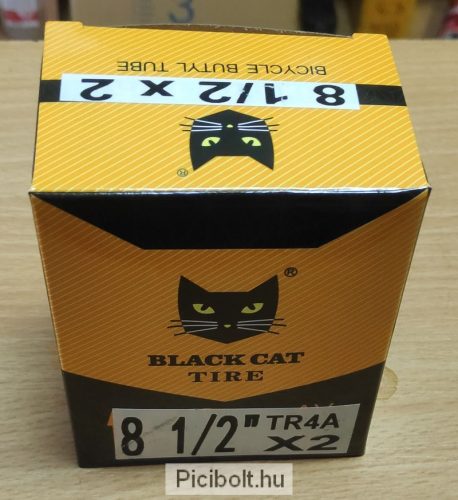 BICYCLE BUTYL TUBE
8 1/2 X 2
®
®
BLACK CAT
TIRE
8 1/2" TR4A
X2
Picibolt.hu